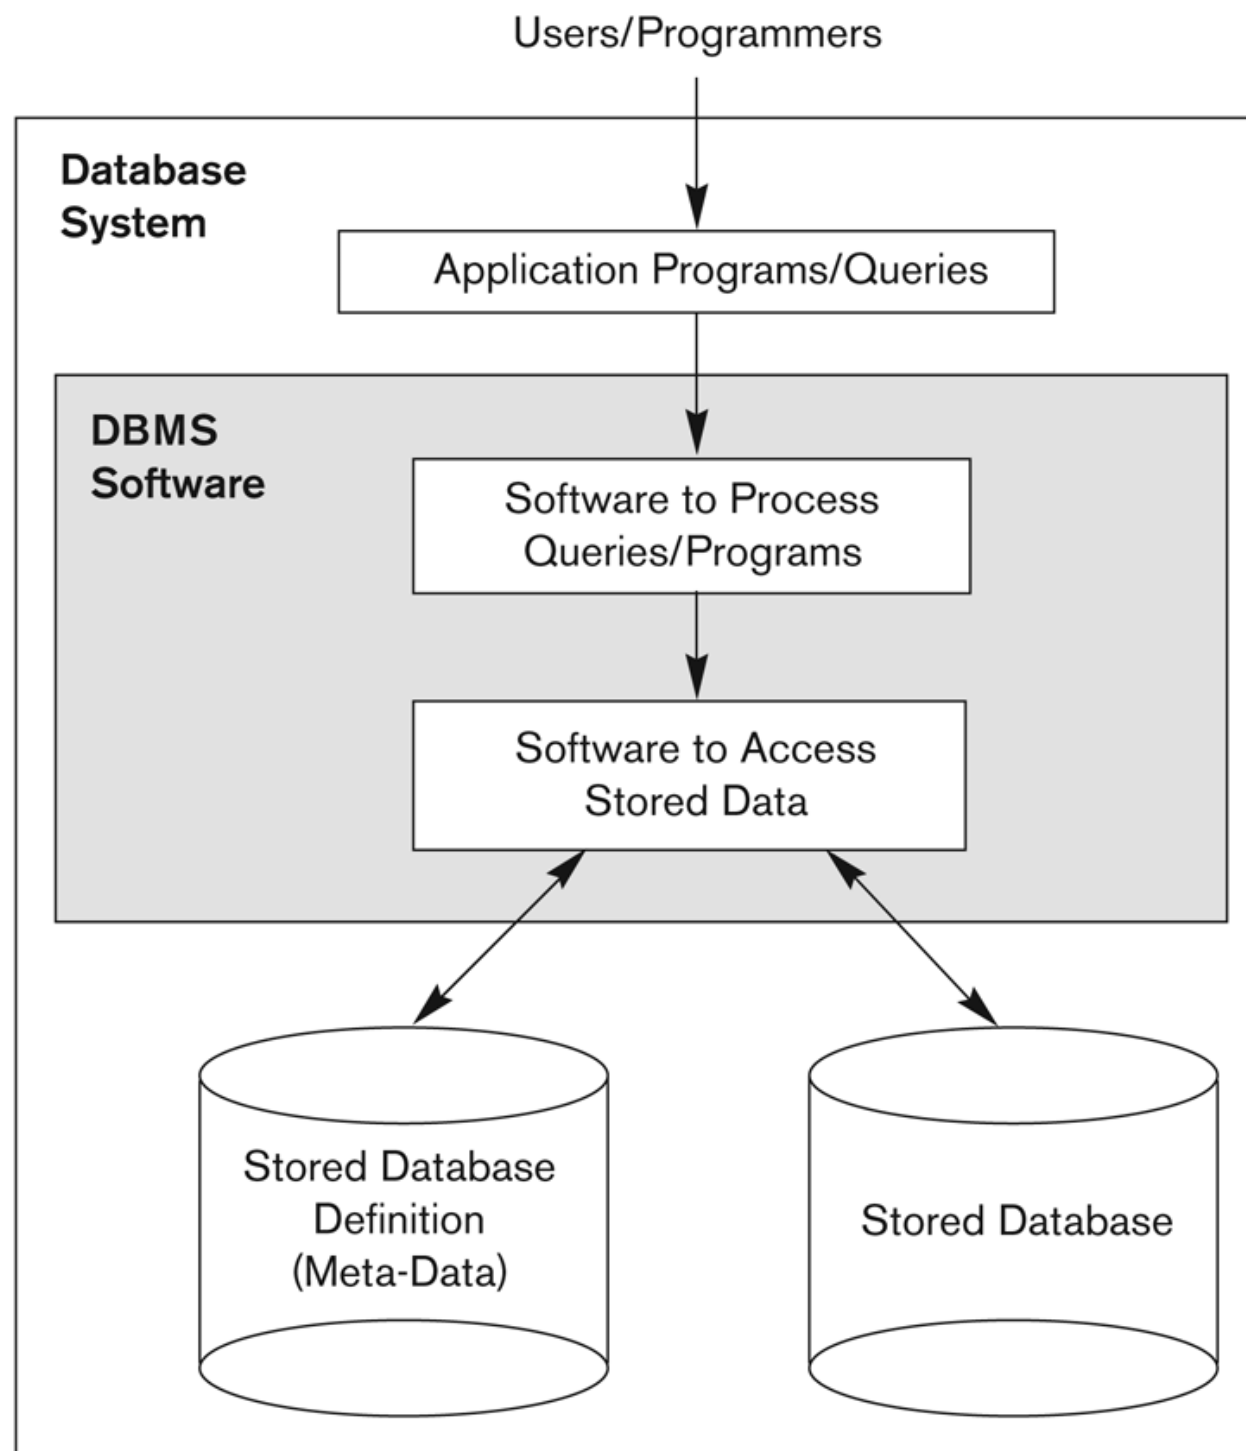 Users/Programmers
Database
System
Application Programs/Queries
DBMS
Software
Software to Process
Queries/Programs
Software to Access
Stored Data
Stored Database
Definition
(Meta-Data)
Stored Database